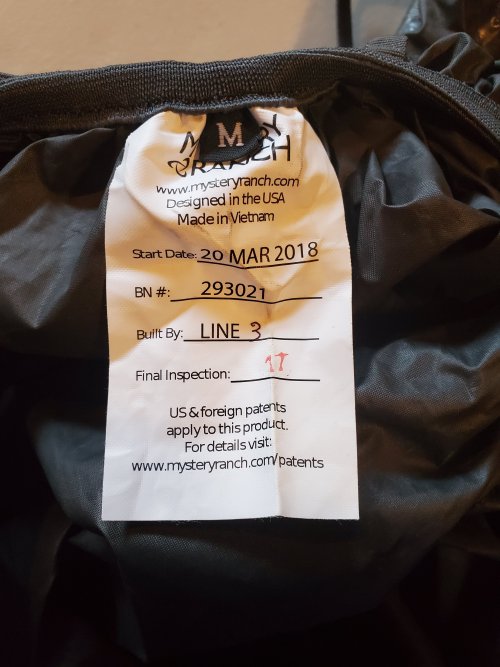 M
RANCH
www.mysteryranch.com
Designed in the USA
Made in Vietnam
Start Date: 20 MAR 2018
BN #: 293021
Built By: LINE 3
Final Inspection: 17
US & foreign patents
apply to this product.
For details visit:
www.mysteryranch.com/patents